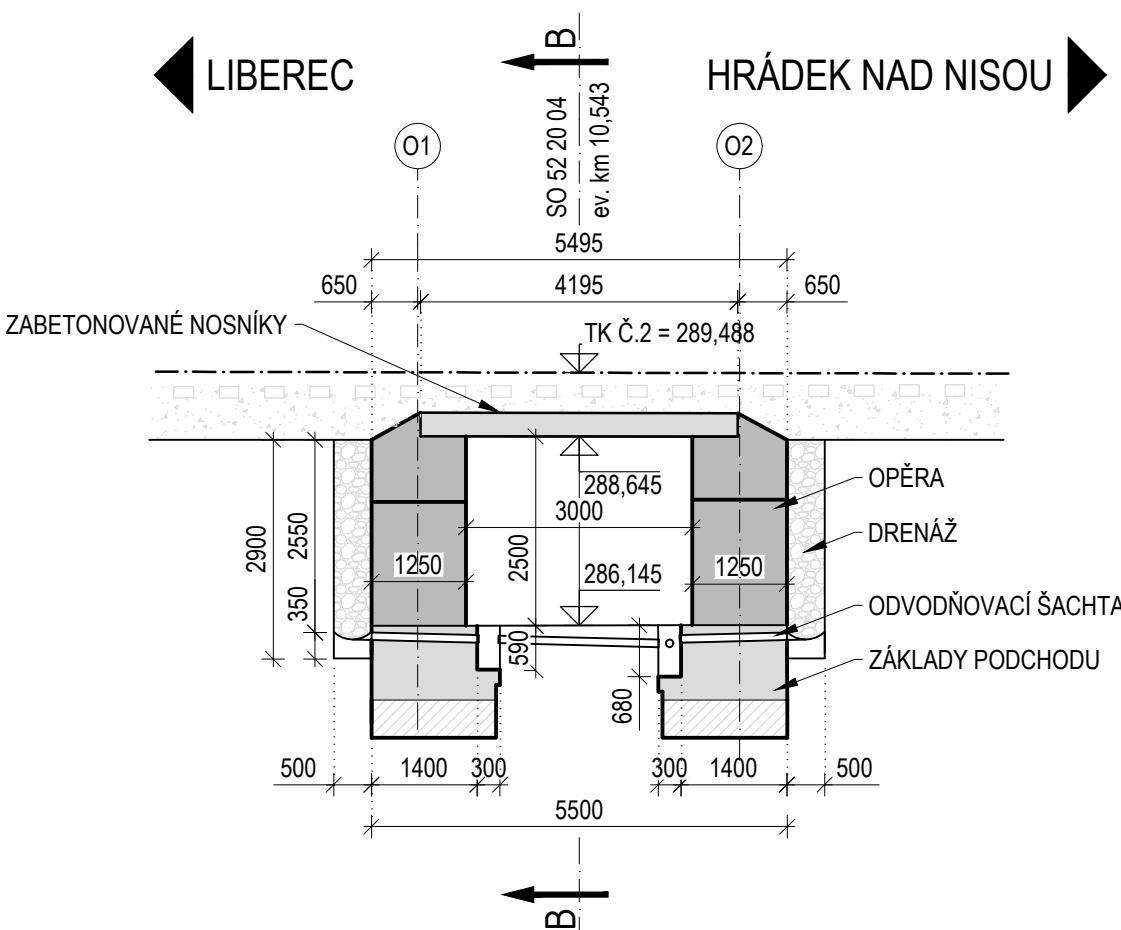 B
LIBEREC
HRÁDEK NAD NISOU
SO 52 20 04
ev. km 10,543
O1
O2
5495
650
4195
650
ZABETONOVANÉ NOSNÍKY
TK Č.2 = 289,488
288,645
3000
OPĚRA
DRENÁŽ
2900
2550
350
1250
2500
286,145
1250
ODVODŇOVACÍ ŠACHTA
590
680
ZÁKLADY PODCHODU
500
1400
300
300
1400
500
5500
B